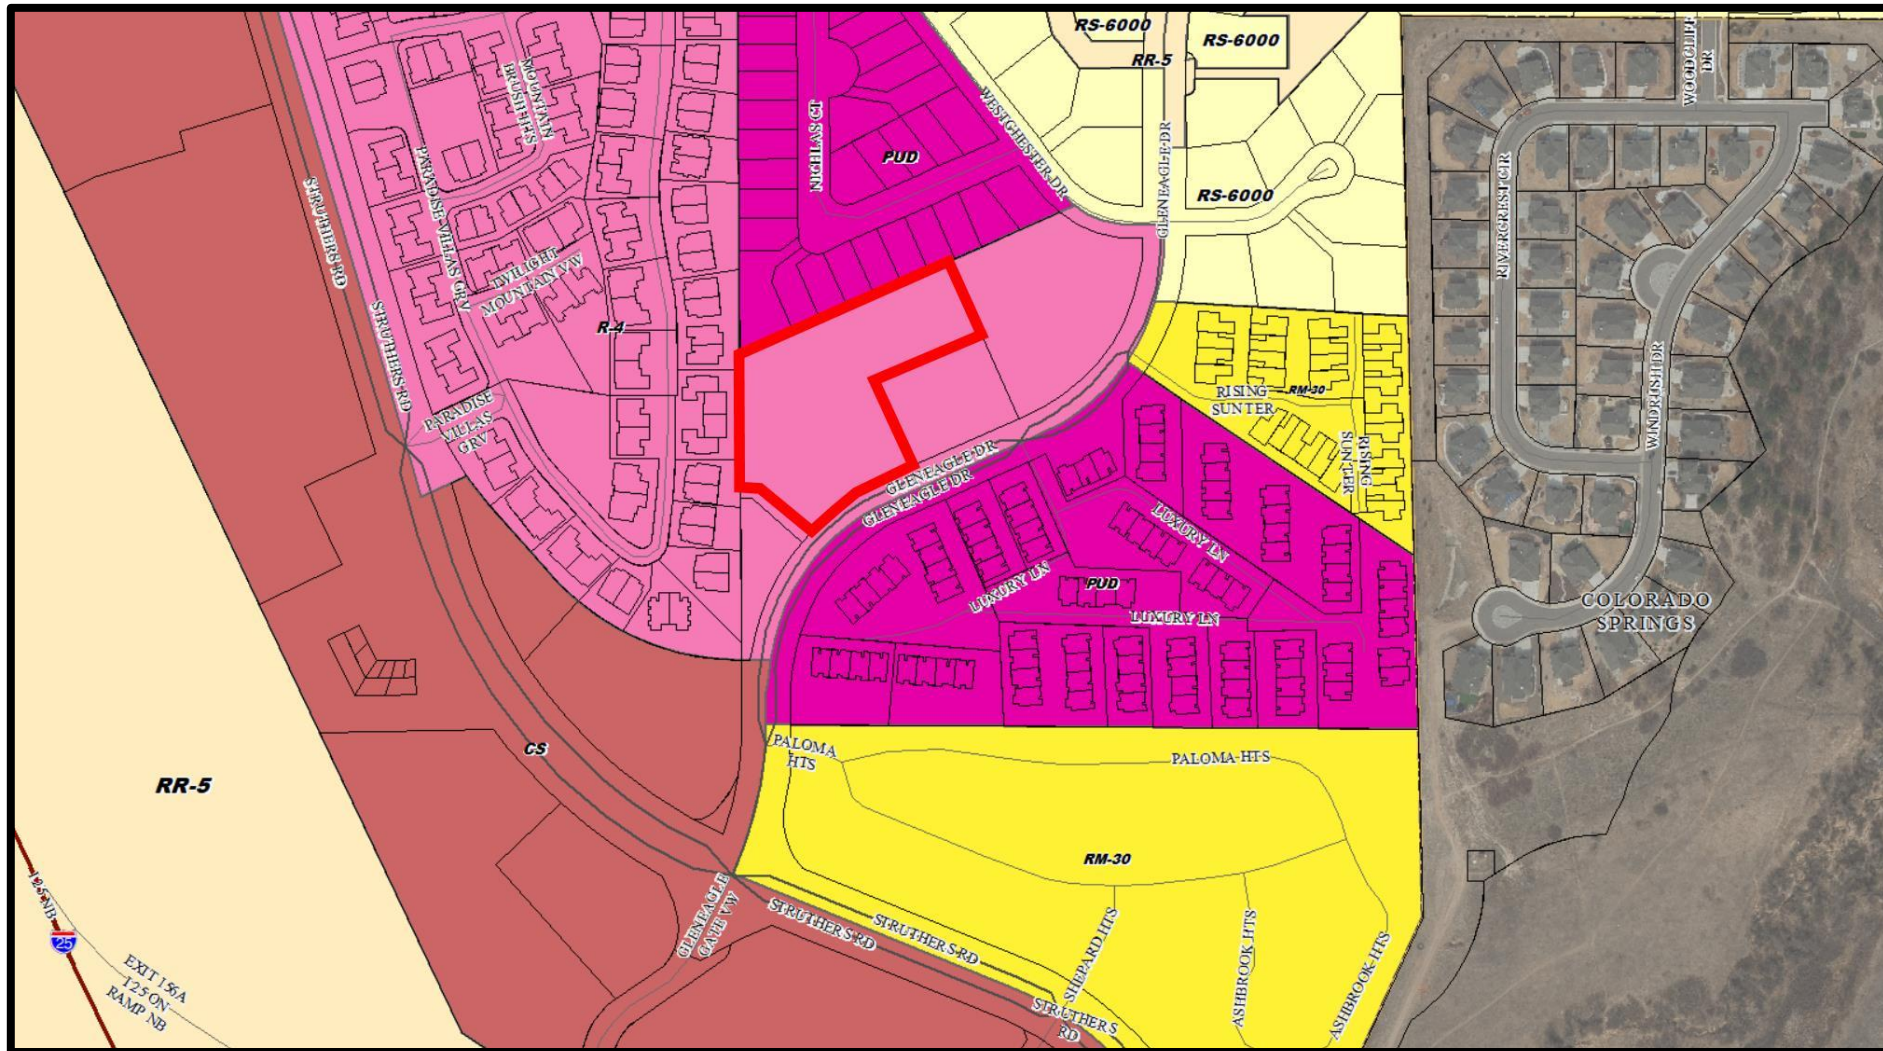 RS-6000
RS-6000
RR-5
WOODCLIFF
DR
MOUNTAIN
BRUSH HTS
WESTCHESTER DR
NICHLAS CT
PUD
GLENEAGLE DR
PARADISE VILLAS GRV
RS-6000
RIVERCREST CIR
STRUTHERS RD
TWILIGHT
MOUNTAIN VW
R-4
STRUTHERS RD
WINDRUSH DR
RISING
SUN TER
RM-30
PARADISE
VILLAS
GRV
RISING
SUN TER
GLENEAGLE DR
GLENEAGLE DR
LUXURY LN
LUXURY LN
PUD
LUXURY LN
COLORADO
SPRINGS
CS
PALOMA
HTS
PALOMA HTS
RR-5
RM-30
I 25 NB
25
GLENEAGLE
GATE VW
STRUTHERS RD
STRUTHERS RD
SHEPARD HTS
ASHBROOK HTS
ASHBROOK HTS
EXIT 156A
I 25 ON
RAMP NB
STRUTHERS
RD